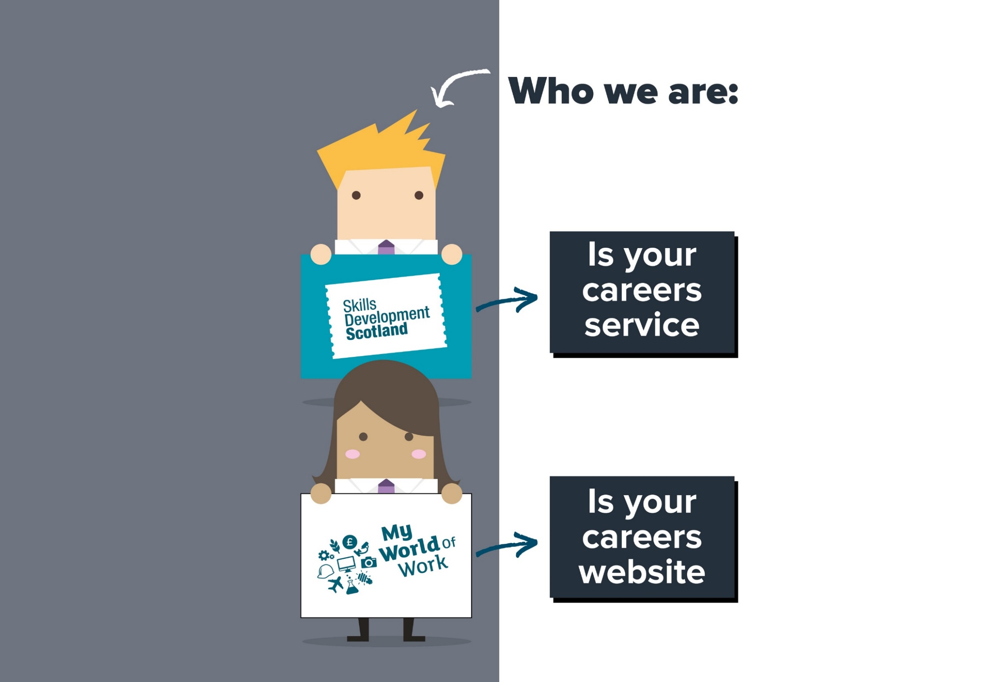 Who we are:
Skills
Development
Scotland
Is your
careers
service
£
My
World of
Work
Is your
careers
website